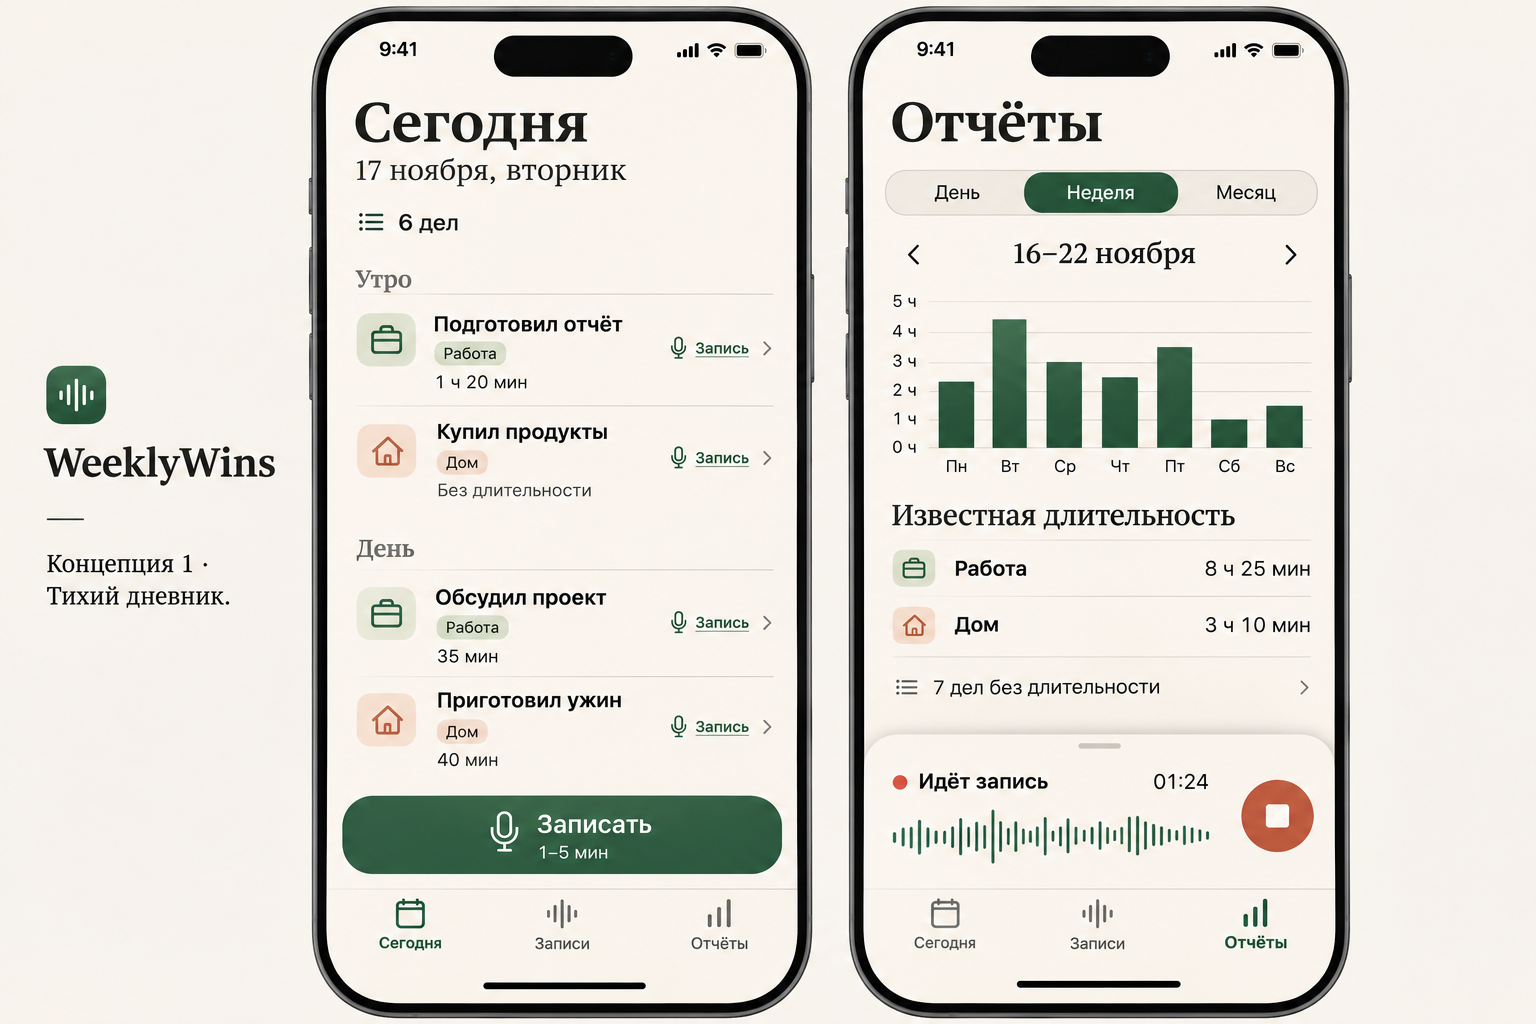 WeeklyWins
Концепция 1 ·
Тихий дневник.
9:41
Сегодня
17 ноября, вторник
6 дел
Утро
Подготовил отчёт
Работа
1 ч 20 мин
Запись
Купил продукты
Дом
Без длительности
Запись
День
Обсудил проект
Работа
35 мин
Запись
Приготовил ужин
Дом
40 мин
Запись
Записать
1–5 мин
Сегодня
Записи
Отчёты
9:41
Отчёты
День
Неделя
Месяц
16–22 ноября
5 ч
4 ч
3 ч
2 ч
1 ч
0 ч
Пн Вт Ср Чт Пт Сб Вс
Известная длительность
Работа 8 ч 25 мин
Дом 3 ч 10 мин
7 дел без длительности
Идёт запись 01:24
Сегодня
Записи
Отчёты